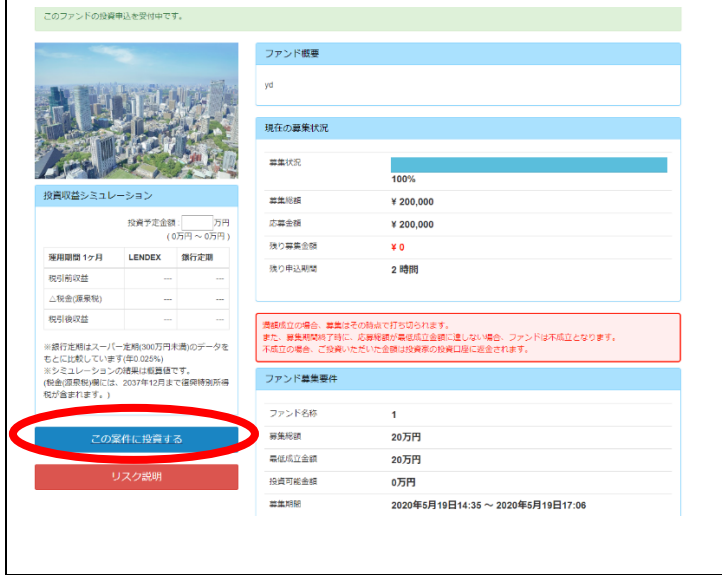 このファンドの投資申込を受付中です。
投資収益シミュレーション
投資予定金額: 万円
( 0万円 ~ 0万円 )
運用期間 1ヶ月 LENDEX 銀行定期
税引前収益 --- ---
△税金(源泉税) --- ---
税引後収益 --- ---
※銀行定期はスーパー定期(300万円未満)のデータを
もとに比較しています(年0.025%)
※シミュレーションの結果は概算値です。
(税金(源泉税)欄には、2037年12月まで復興特別所得
税が含まれます。)
この案件に投資する
リスク説明
ファンド概要
yd
現在の募集状況
募集状況
100%
募集総額 ¥ 200,000
応募金額 ¥ 200,000
残り募集金額 ¥ 0
残り申込期間 2 時間
満額成立の場合、募集はその時点で打ち切られます。
また、募集期間終了時に、応募総額が最低成立金額に達しない場合、ファンドは不成立となります。
不成立の場合、ご投資いただいた金額は投資家の投資口座に返金されます。
ファンド募集要件
ファンド名称 1
募集総額 20万円
最低成立金額 20万円
投資可能金額 0万円
募集期間 2020年5月19日14:35 ~ 2020年5月19日17:06